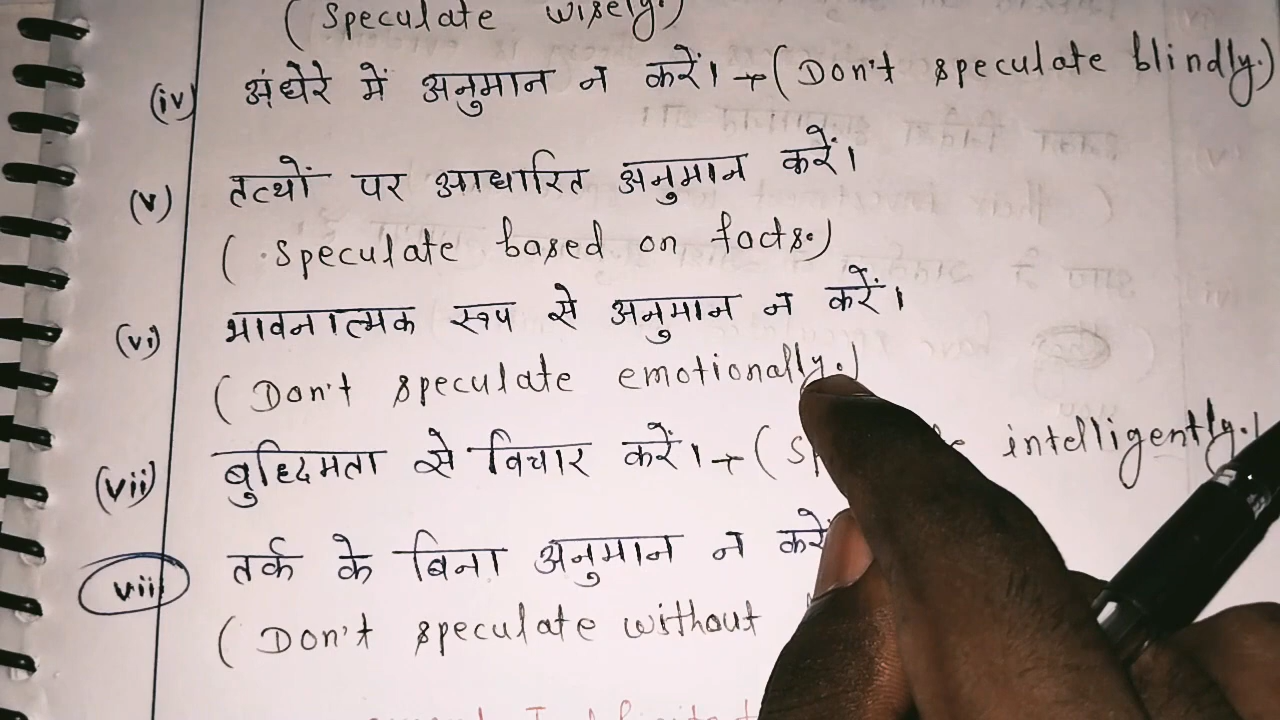 (Speculate wisely.)
(iv) अंधेरे में अनुमान न करें। → (Don't speculate blindly.)
(v) तत्थों पर आधारित अनुमान करें।
(Speculate based on facts.)
(vi) भावनात्मक रूप से अनुमान न करें।
(Don't speculate emotionally.)
(vii) बुध्दिमता से विचार करें। → ( intelligently.)
viii तर्क के बिना अनुमान न करें
(Don't speculate without